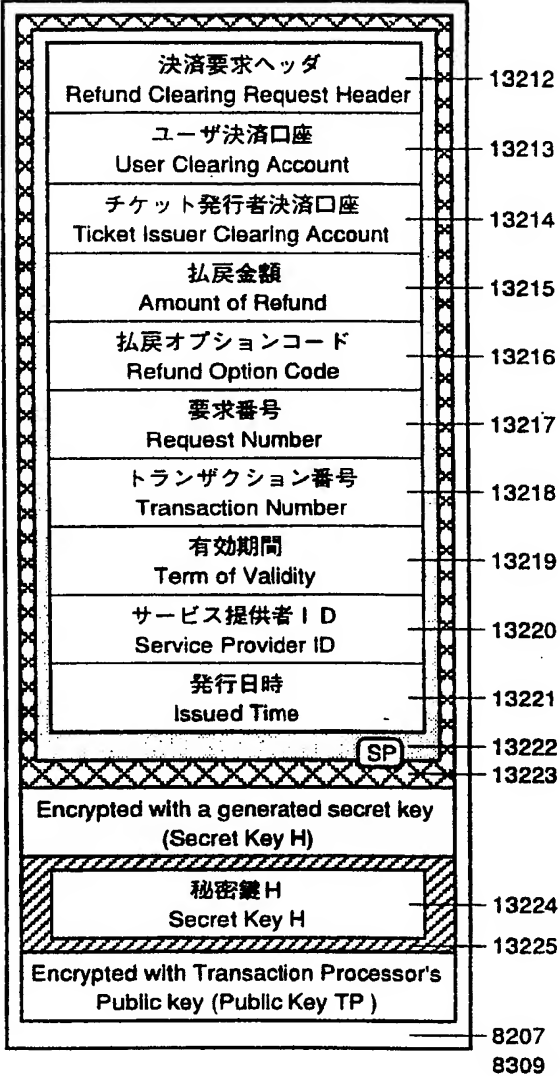 決済要求ヘッダ
Refund Clearing Request Header
13212
ユーザ決済口座
User Clearing Account
13213
チケット発行者決済口座
Ticket Issuer Clearing Account
13214
払戻金額
Amount of Refund
13215
払戻オプションコード
Refund Option Code
13216
要求番号
Request Number
13217
トランザクション番号
Transaction Number
13218
有効期間
Term of Validity
13219
サービス提供者ID
Service Provider ID
13220
発行日時
Issued Time
13221
SP
13222
13223
Encrypted with a generated secret key
(Secret Key H)
秘密鍵H
Secret Key H
13224
13225
Encrypted with Transaction Processor's
Public key (Public Key TP )
8207
8309